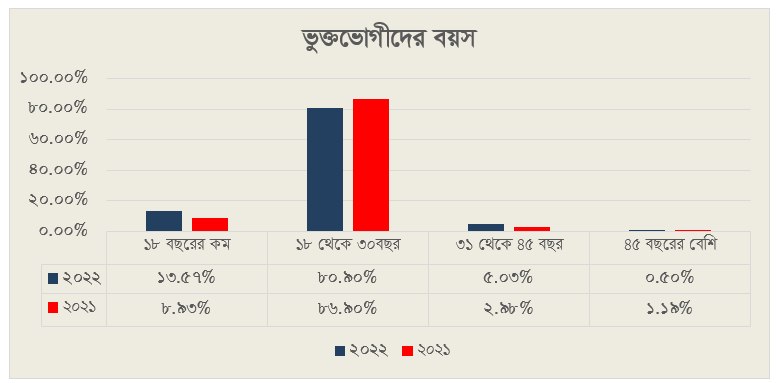 ভুক্তভোগীদের বয়স
১০০.০০%
৮০.০০%
৬০.০০%
৪০.০০%
২০.০০%
০.০০%
১৮ বছরের কম ১৮ থেকে ৩০বছর ৩১ থেকে ৪৫ বছর ৪৫ বছরের বেশি
২০২২ ১৩.৫৭% ৮০.৯০% ৫.০৩% ০.৫০%
২০২১ ৮.৯৩% ৮৬.৯০% ২.৯৮% ১.১৯%
২০২২ ২০২১